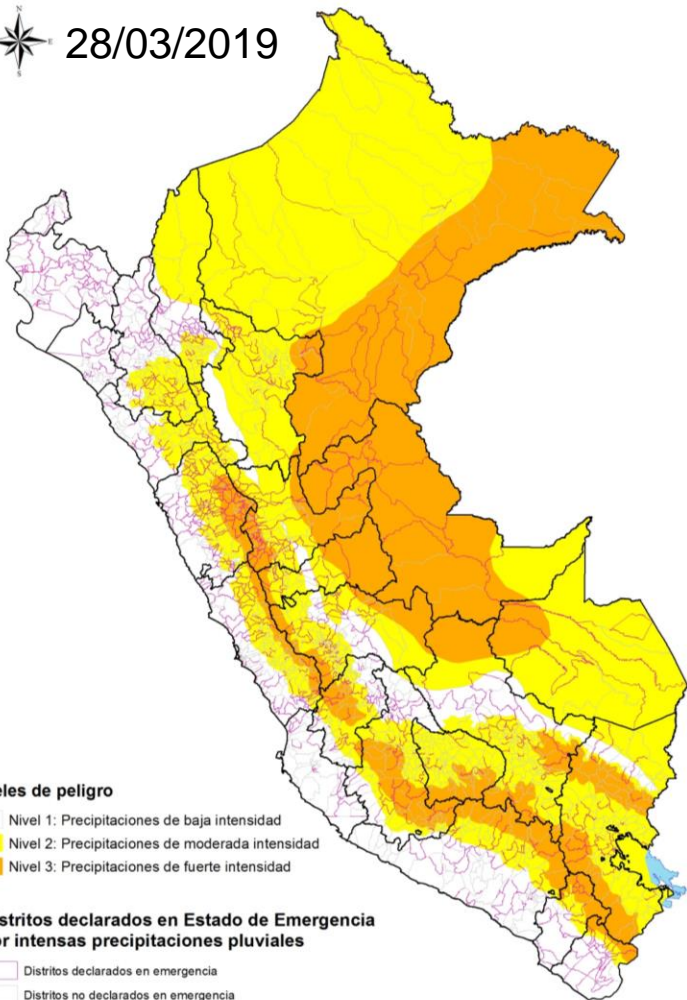 N
E
S
28/03/2019
eles de peligro
Nivel 1: Precipitaciones de baja intensidad
Nivel 2: Precipitaciones de moderada intensidad
Nivel 3: Precipitaciones de fuerte intensidad
stritos declarados en Estado de Emergencia
or intensas precipitaciones pluviales
Distritos declarados en emergencia
Distritos no declarados en emergencia